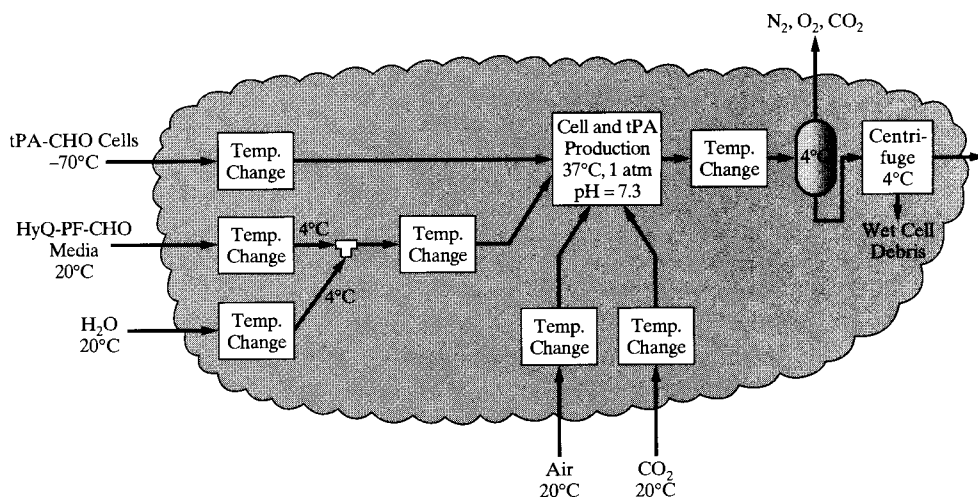 N₂, O₂, CO₂
tPA-CHO Cells
–70°C
Temp.
Change
Cell and tPA
Production
37°C, 1 atm
pH = 7.3
Temp.
Change
4°C
Centri-
fuge
4°C
HyQ-PF-CHO
Media
20°C
Temp.
Change
4°C
Temp.
Change
Wet Cell
Debris
4°C
H₂O
20°C
Temp.
Change
Temp.
Change
Temp.
Change
Air
20°C
CO₂
20°C